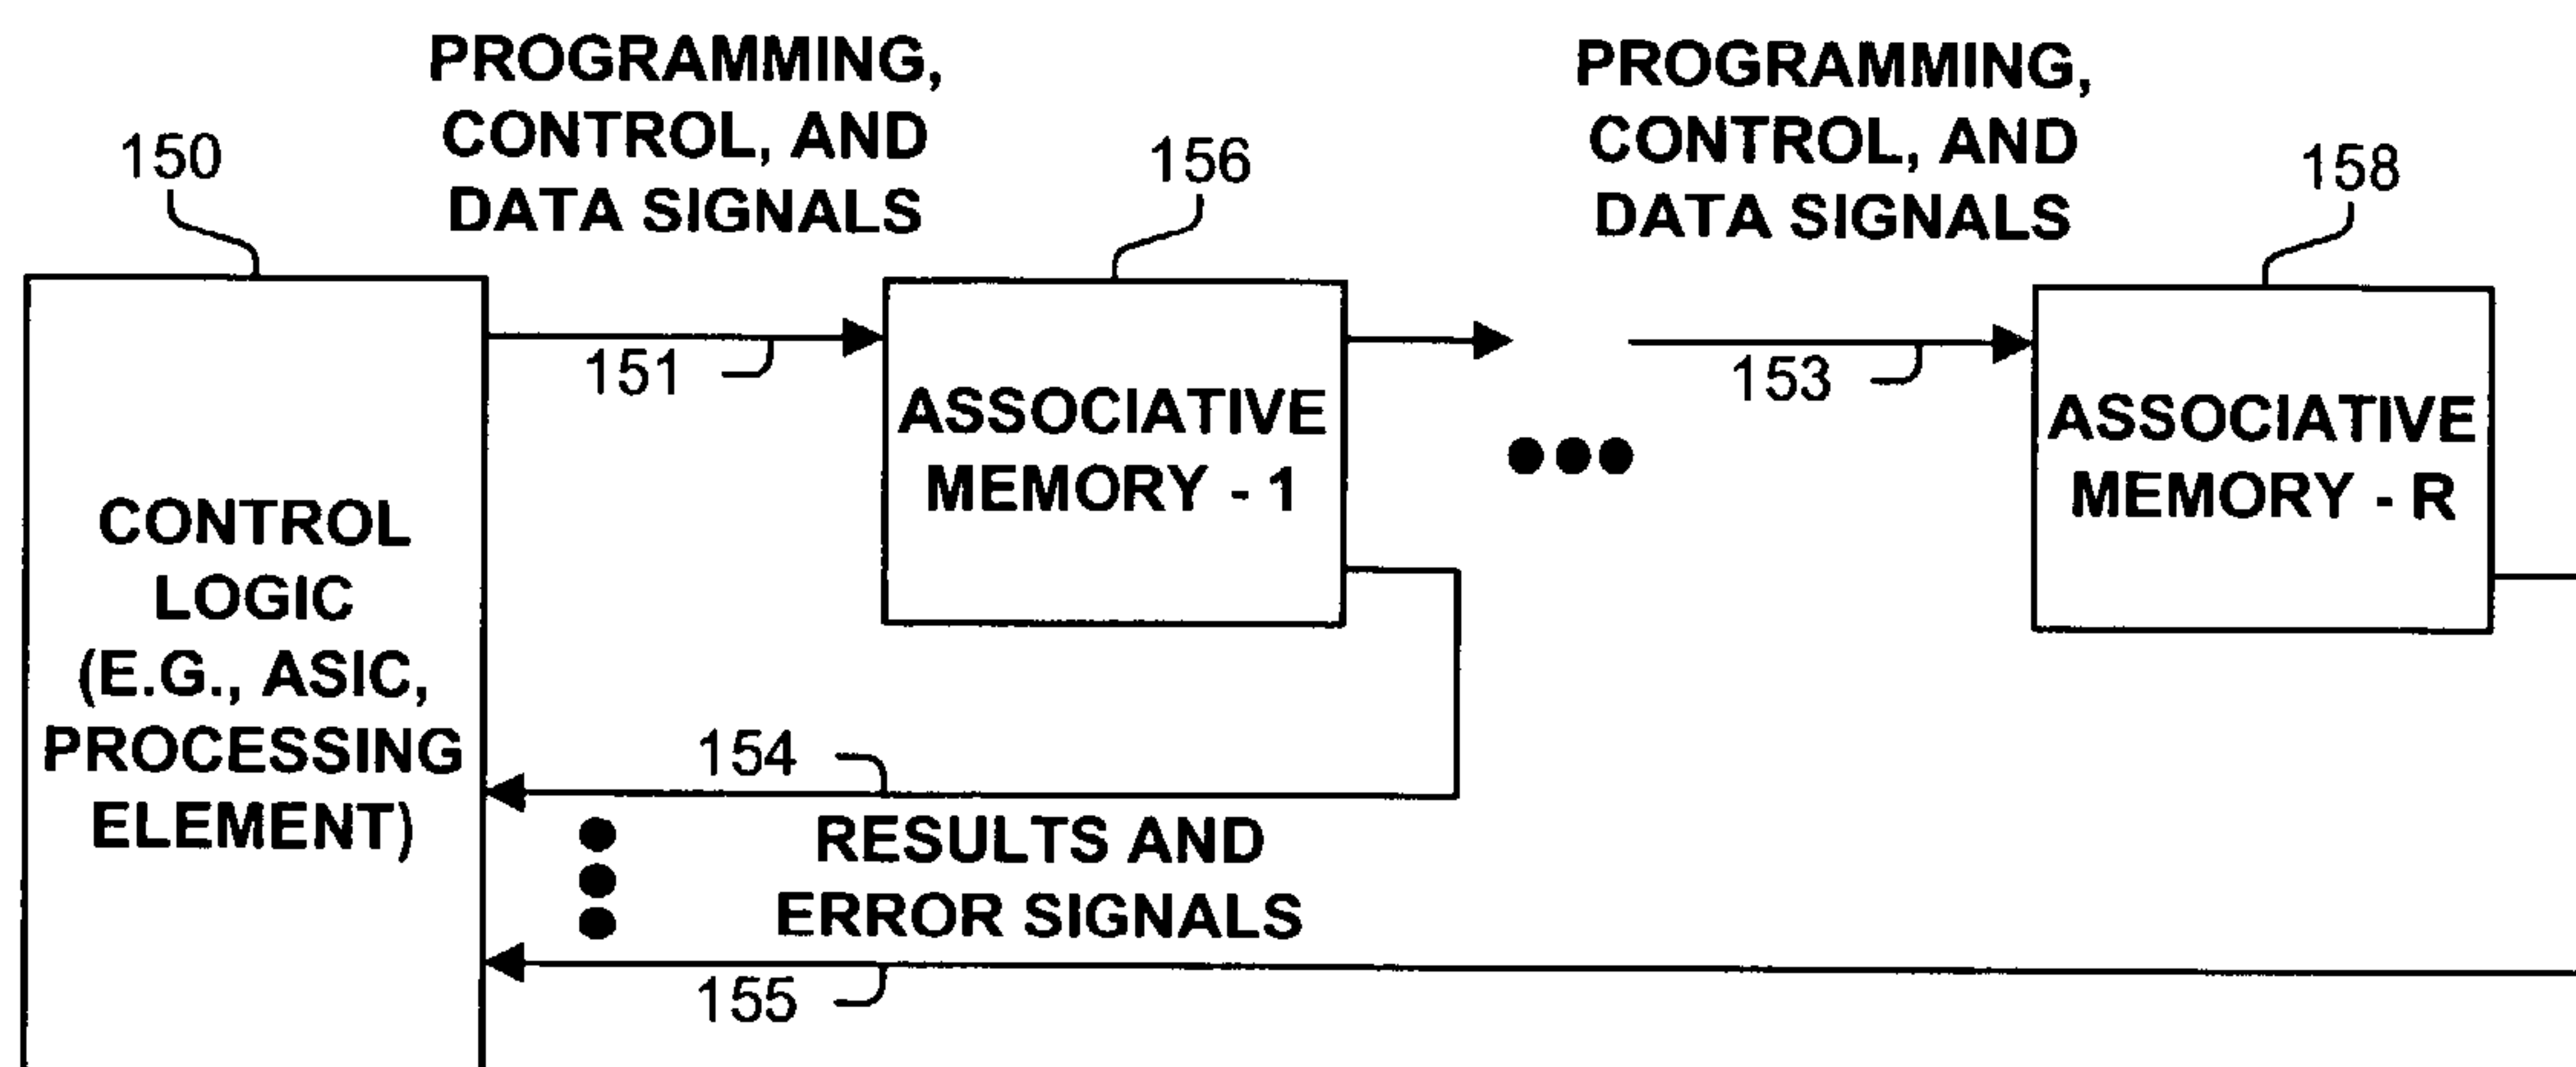 PROGRAMMING,
CONTROL, AND
DATA SIGNALS
PROGRAMMING,
CONTROL, AND
DATA SIGNALS
150
156
158
151
153
ASSOCIATIVE
MEMORY - 1
ASSOCIATIVE
MEMORY - R
CONTROL
LOGIC
(E.G., ASIC,
PROCESSING
ELEMENT)
154
RESULTS AND
ERROR SIGNALS
155